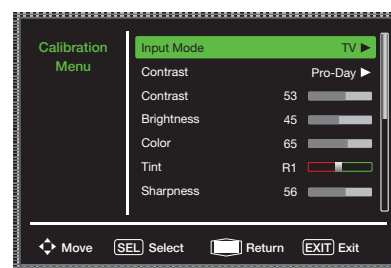 Calibration
Menu
Input Mode TV
Contrast Pro-Day
Contrast 53
Brightness 45
Color 65
Tint R1
Sharpness 56
Move SEL Select Return EXIT Exit